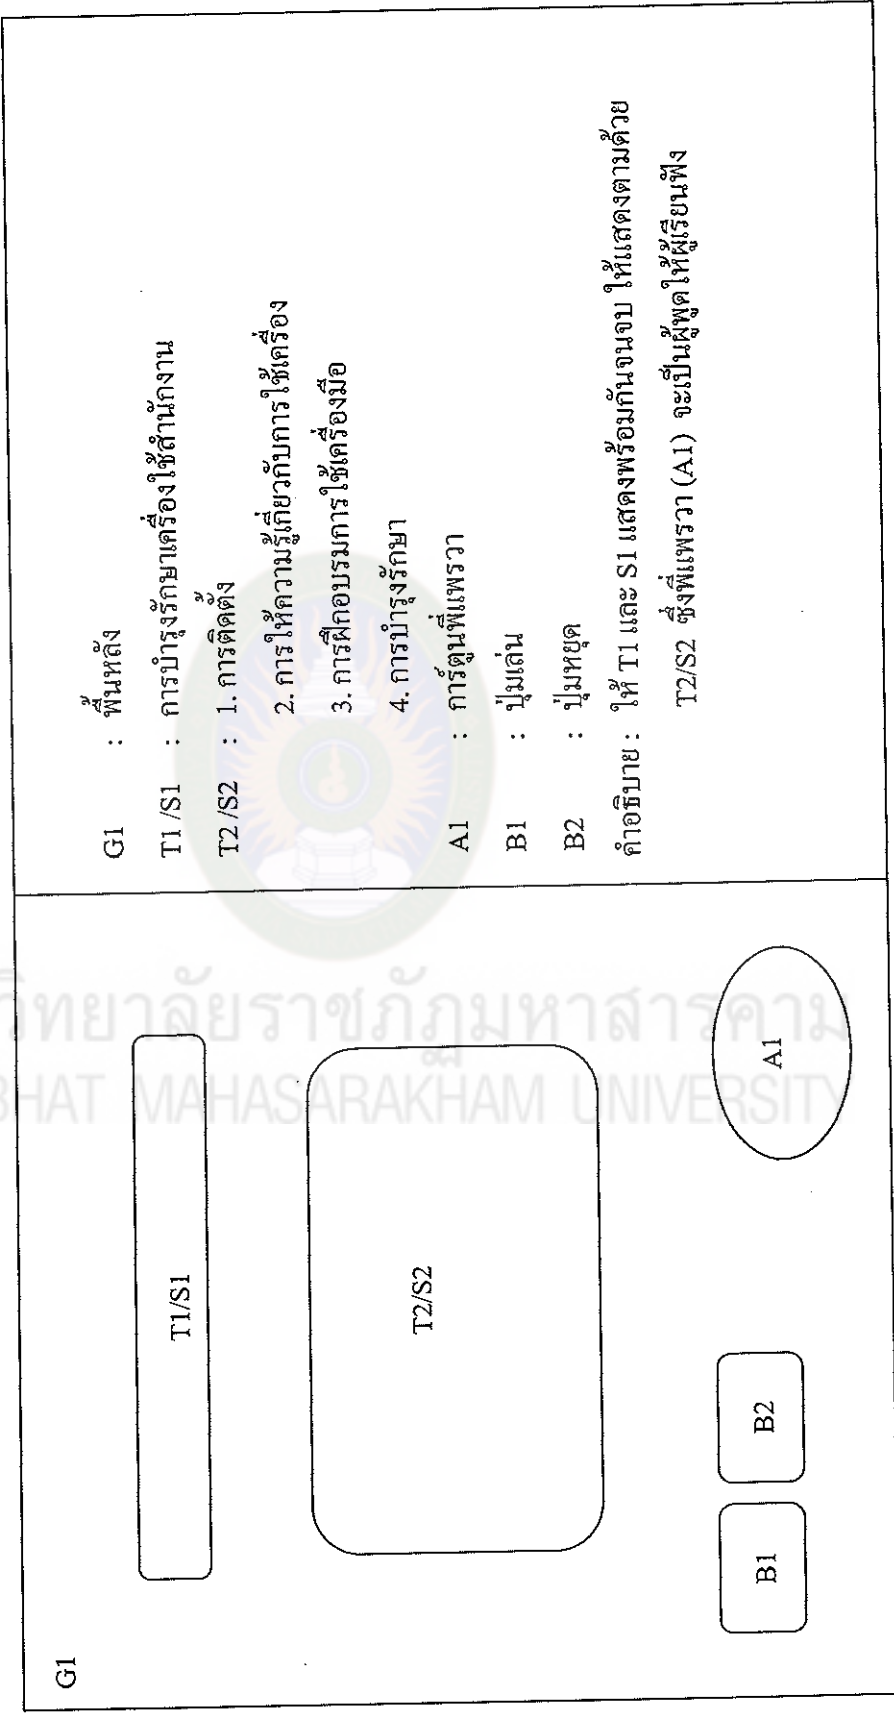 G1
T1/S1
T2/S2
B1
B2
A1
G1 : พื้นหลัง
T1 /S1 : การบำรุงรักษาเครื่องใช้สำนักงาน
T2 /S2 : 1. การติดตั้ง
2. การให้ความรู้เกี่ยวกับการใช้เครื่อง
3. การฝึกอบรมการใช้เครื่องมือ
4. การบำรุงรักษา
A1 : การ์ตูนพี่แพรวา
B1 : ปุ่มเล่น
B2 : ปุ่มหยุด
คำอธิบาย : ให้ T1 และ S1 แสดงพร้อมกันจนจบ ให้แสดงตามด้วย
T2/S2 ซึ่งพี่แพรวา (A1) จะเป็นผู้พูดให้ผู้เรียนฟัง
วิทยาลัยราชภัฏมหาสารคาม
BHAT MAHASARAKHAM UNIVERSITY